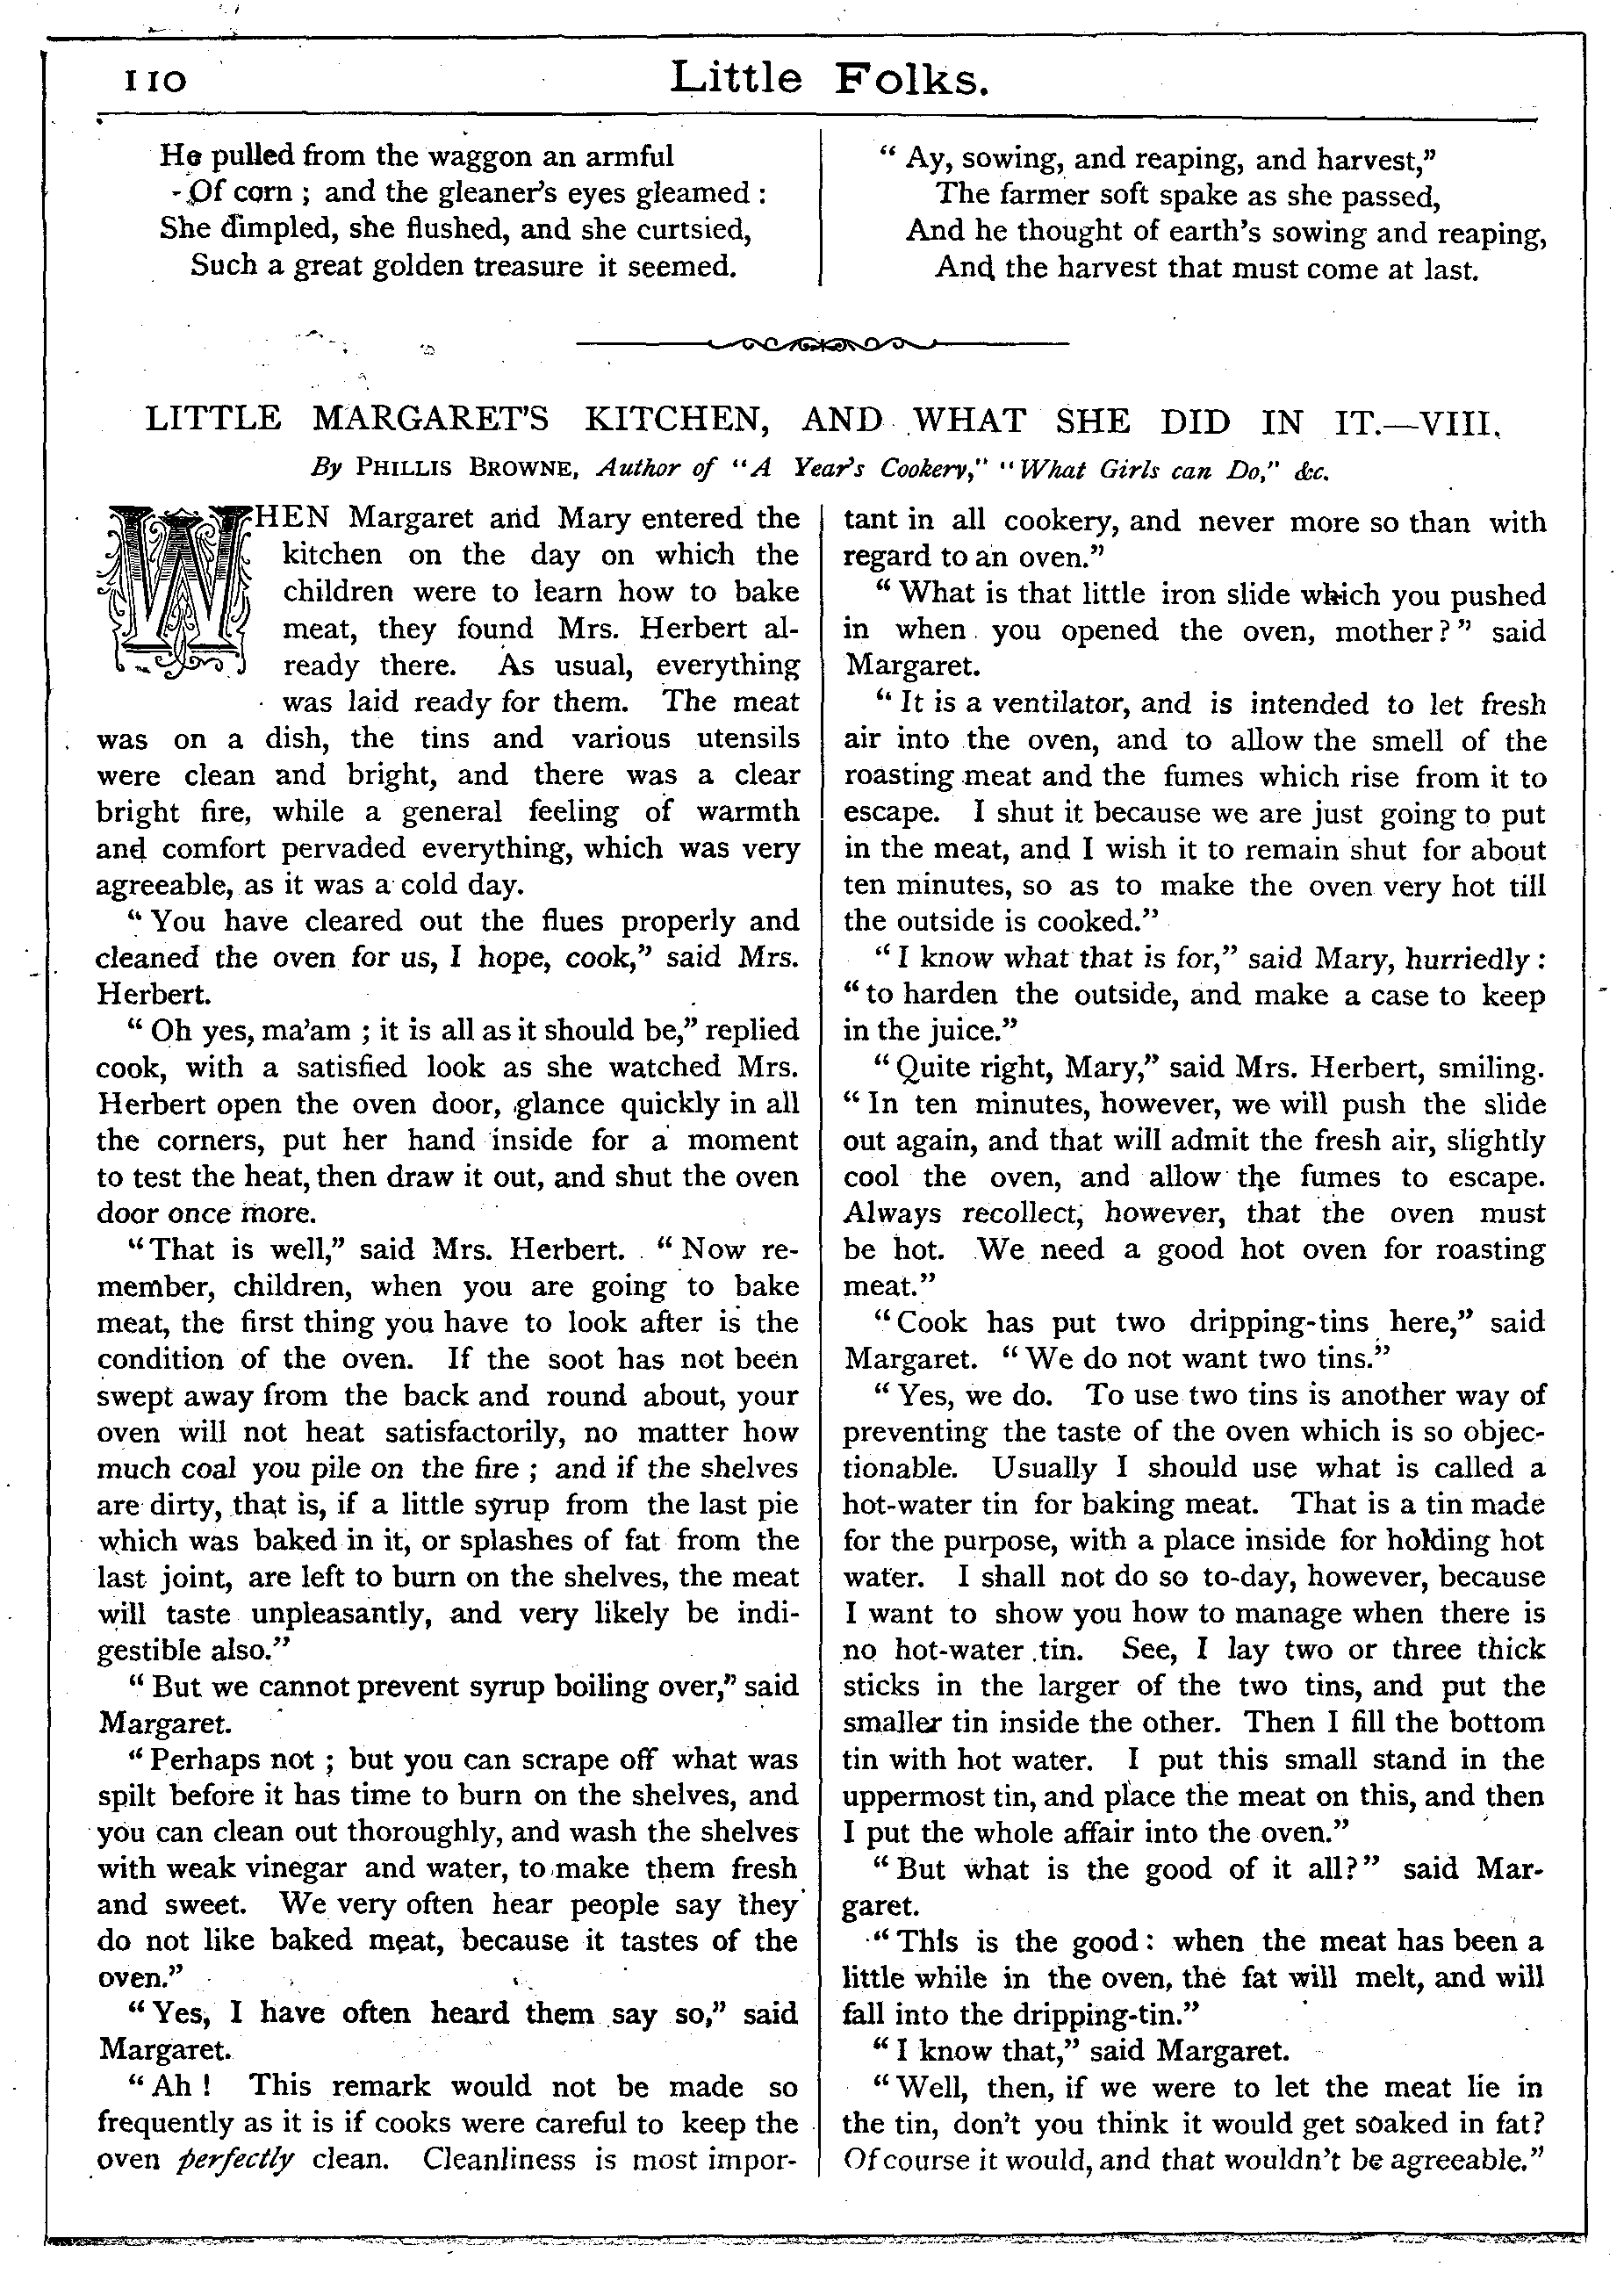 110
Little Folks.
He pulled from the waggon an armful
Of corn ; and the gleaner's eyes gleamed :
She dimpled, she flushed, and she curtsied,
Such a great golden treasure it seemed.
“ Ay, sowing, and reaping, and harvest,”
The farmer soft spake as she passed,
And he thought of earth's sowing and reaping,
And the harvest that must come at last.
LITTLE MARGARET'S KITCHEN, AND WHAT SHE DID IN IT.—VIII.
By PHILLIS BROWNE, Author of “A Year's Cookery,” “What Girls can Do,” &c.
WHEN Margaret and Mary entered the
kitchen on the day on which the
children were to learn how to bake
meat, they found Mrs. Herbert al-
ready there. As usual, everything
was laid ready for them. The meat
was on a dish, the tins and various utensils
were clean and bright, and there was a clear
bright fire, while a general feeling of warmth
and comfort pervaded everything, which was very
agreeable, as it was a cold day.
“ You have cleared out the flues properly and
cleaned the oven for us, I hope, cook,” said Mrs.
Herbert.
“ Oh yes, ma'am ; it is all as it should be,” replied
cook, with a satisfied look as she watched Mrs.
Herbert open the oven door, glance quickly in all
the corners, put her hand inside for a moment
to test the heat, then draw it out, and shut the oven
door once more.
“ That is well,” said Mrs. Herbert. “ Now re-
member, children, when you are going to bake
meat, the first thing you have to look after is the
condition of the oven. If the soot has not been
swept away from the back and round about, your
oven will not heat satisfactorily, no matter how
much coal you pile on the fire ; and if the shelves
are dirty, that is, if a little syrup from the last pie
which was baked in it, or splashes of fat from the
last joint, are left to burn on the shelves, the meat
will taste unpleasantly, and very likely be indi-
gestible also.”
“ But we cannot prevent syrup boiling over,” said
Margaret.
“ Perhaps not ; but you can scrape off what was
spilt before it has time to burn on the shelves, and
you can clean out thoroughly, and wash the shelves
with weak vinegar and water, to make them fresh
and sweet. We very often hear people say they
do not like baked meat, because it tastes of the
oven.”
“ Yes, I have often heard them say so,” said
Margaret.
“ Ah ! This remark would not be made so
frequently as it is if cooks were careful to keep the
oven perfectly clean. Cleanliness is most impor-
tant in all cookery, and never more so than with
regard to an oven.”
“ What is that little iron slide which you pushed
in when you opened the oven, mother ? ” said
Margaret.
“ It is a ventilator, and is intended to let fresh
air into the oven, and to allow the smell of the
roasting meat and the fumes which rise from it to
escape. I shut it because we are just going to put
in the meat, and I wish it to remain shut for about
ten minutes, so as to make the oven very hot till
the outside is cooked.”
“ I know what that is for,” said Mary, hurriedly :
“ to harden the outside, and make a case to keep
in the juice.”
“ Quite right, Mary,” said Mrs. Herbert, smiling.
“ In ten minutes, however, we will push the slide
out again, and that will admit the fresh air, slightly
cool the oven, and allow the fumes to escape.
Always recollect, however, that the oven must
be hot. We need a good hot oven for roasting
meat.”
“ Cook has put two dripping-tins here,” said
Margaret. “ We do not want two tins.”
“ Yes, we do. To use two tins is another way of
preventing the taste of the oven which is so objec-
tionable. Usually I should use what is called a
hot-water tin for baking meat. That is a tin made
for the purpose, with a place inside for holding hot
water. I shall not do so to-day, however, because
I want to show you how to manage when there is
no hot-water tin. See, I lay two or three thick
sticks in the larger of the two tins, and put the
smaller tin inside the other. Then I fill the bottom
tin with hot water. I put this small stand in the
uppermost tin, and place the meat on this, and then
I put the whole affair into the oven.”
“ But what is the good of it all? ” said Mar-
garet.
“ This is the good : when the meat has been a
little while in the oven, the fat will melt, and will
fall into the dripping-tin.”
“ I know that,” said Margaret.
“ Well, then, if we were to let the meat lie in
the tin, don't you think it would get soaked in fat?
Of course it would, and that wouldn't be agreeable.”